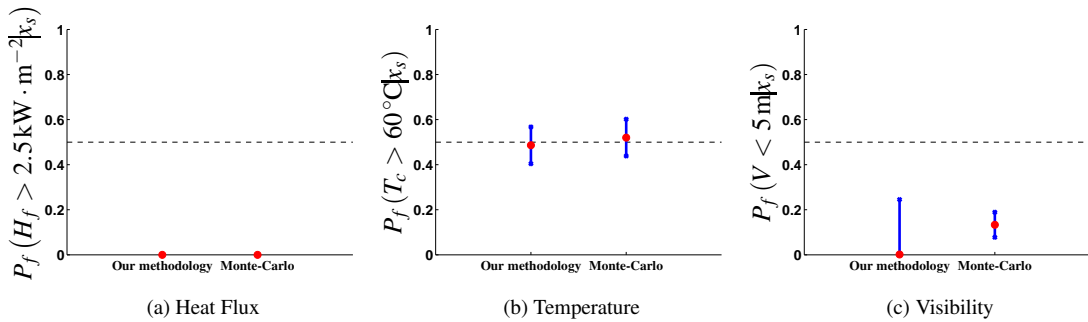 P_f(H_f > 2.5 kW · m⁻²|x_s)
1
0.8
0.6
0.4
0.2
0
Our methodology Monte-Carlo
(a) Heat Flux
P_f(T_c > 60 °C|x_s)
1
0.8
0.6
0.4
0.2
0
Our methodology Monte-Carlo
(b) Temperature
P_f(V < 5 m|x_s)
1
0.8
0.6
0.4
0.2
0
Our methodology Monte-Carlo
(c) Visibility